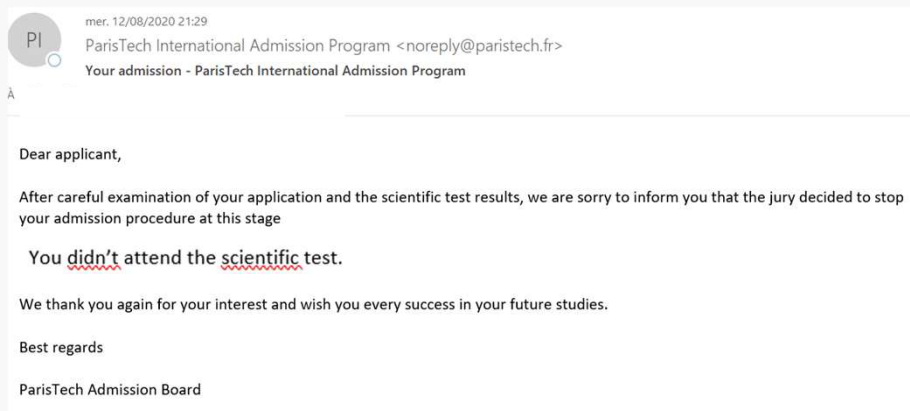 PI
mer. 12/08/2020 21:29
ParisTech International Admission Program <noreply@paristech.fr>
Your admission - ParisTech International Admission Program
À
Dear applicant,
After careful examination of your application and the scientific test results, we are sorry to inform you that the jury decided to stop
your admission procedure at this stage
You didn't attend the scientific test.
We thank you again for your interest and wish you every success in your future studies.
Best regards
ParisTech Admission Board